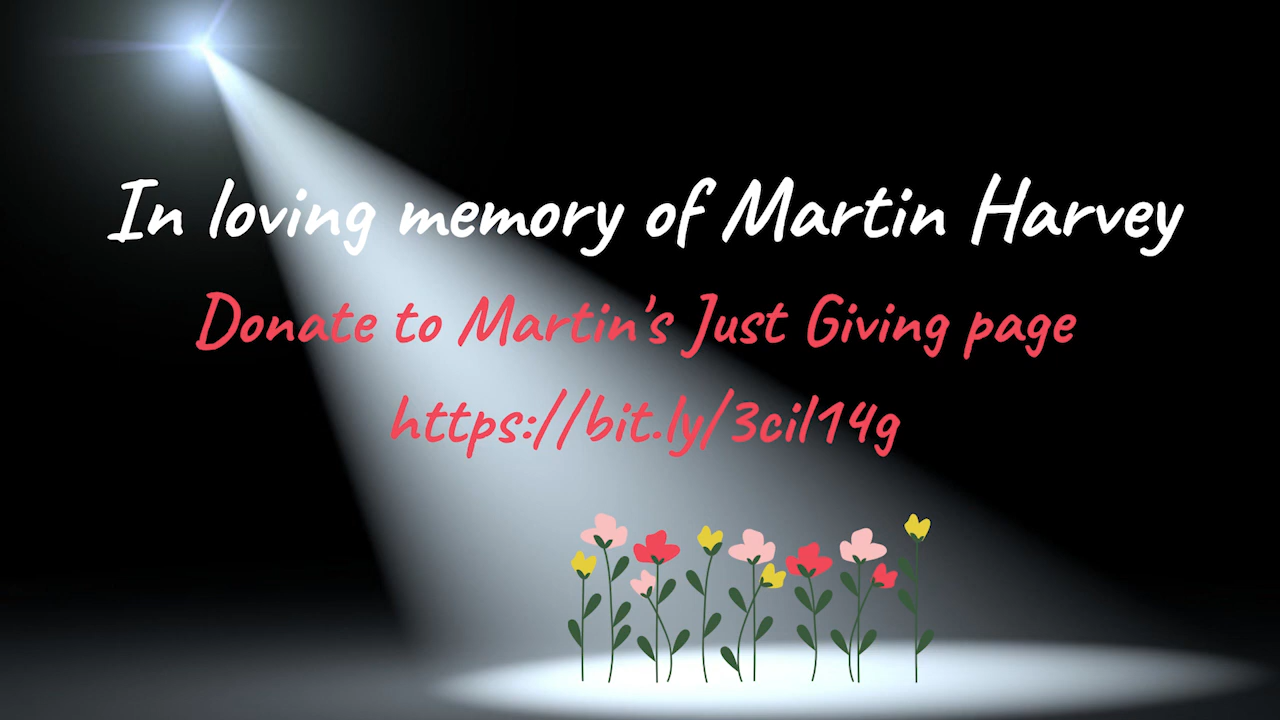 In loving memory of Martin Harvey
Donate to Martin's Just Giving page
https://bit.ly/3cil14g